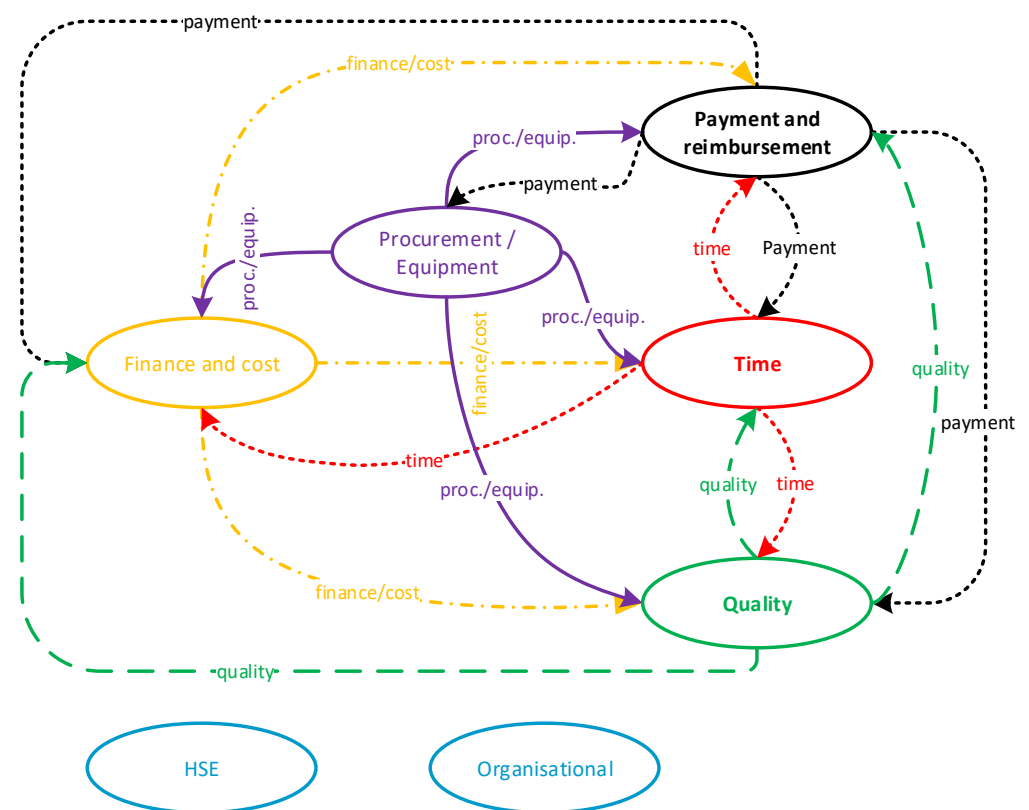 payment
finance/cost
Payment and
reimbursement
proc./equip.
payment
proc./equip.
Procurement /
Equipment
time
Payment
proc./equip.
finance/cost
Finance and cost
Time
quality
payment
time
proc./equip.
quality
time
finance/cost
Quality
quality
HSE
Organisational